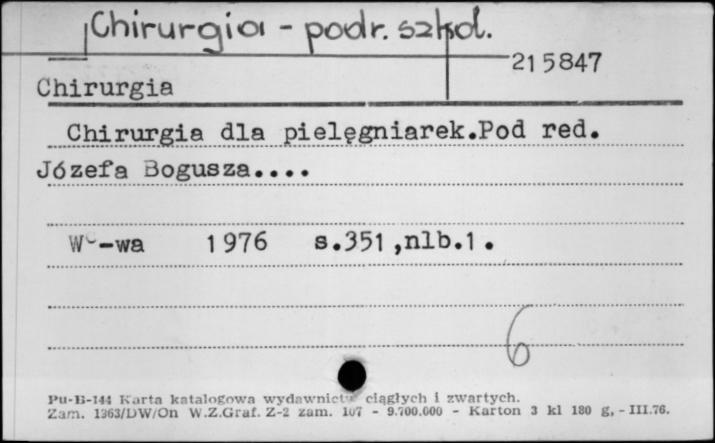 Chirurgia - podr. szkol.
215847
Chirurgia
Chirurgia dla pielęgniarek.Pod red.
Józefa Bogusza....
W-wa 1976 s.351,nlb.1.
6
Pu-B-144 Karta katalogowa wydawnictw ciągłych i zwartych.
Zam. 1363/DW/On W.Z.Graf. Z-2 zam. 107 - 9.700.000 - Karton 3 kl 180 g, - III.76.